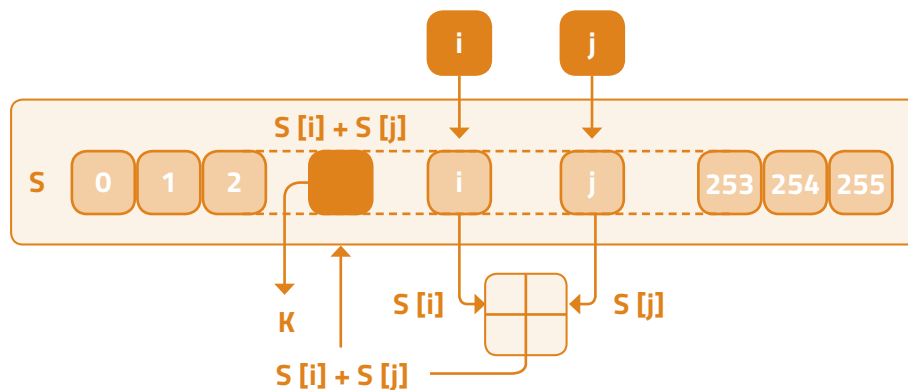 i j
S [i] + S [j]
S 0 1 2 i j 253 254 255
S [i] S [j]
K
S [i] + S [j]